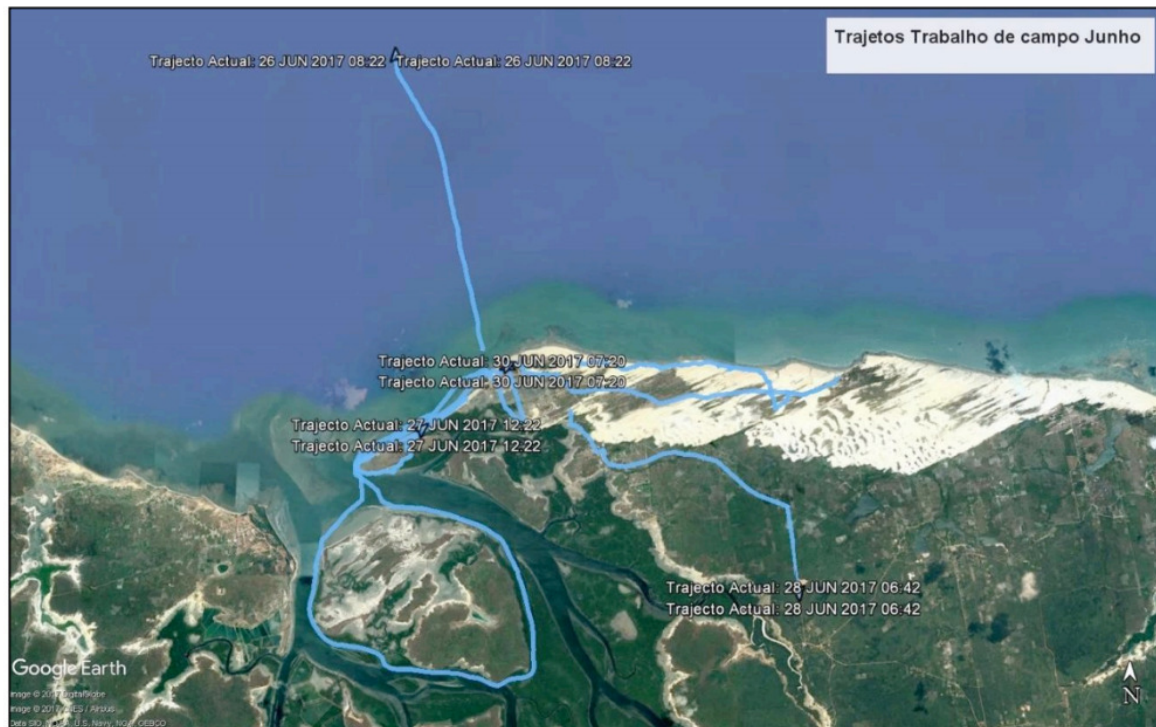 Trajetos Trabalho de campo Junho
Trajecto Actual: 26 JUN 2017 08:22 Trajecto Actual: 26 JUN 2017 08:22
Trajecto Actual: 30 JUN 2017 07:20
Trajecto Actual: 30 JUN 2017 07:20
Trajecto Actual: 27 JUN 2017 12:22
Trajecto Actual: 27 JUN 2017 12:22
Trajecto Actual: 28 JUN 2017 06:42
Trajecto Actual: 28 JUN 2017 06:42
Google Earth
N